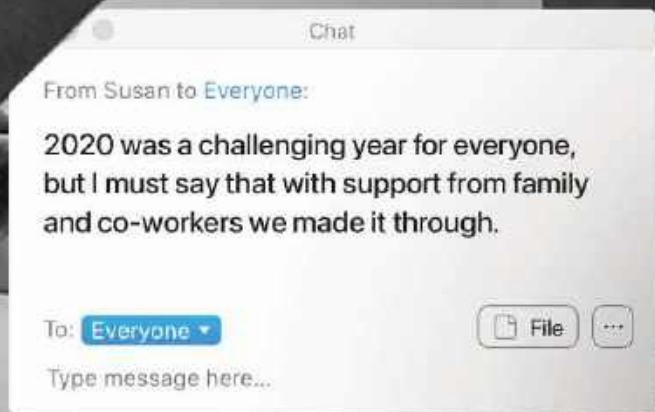 Chat
From Susan to Everyone:
2020 was a challenging year for everyone,
but I must say that with support from family
and co-workers we made it through.
To: Everyone
File
...
Type message here...